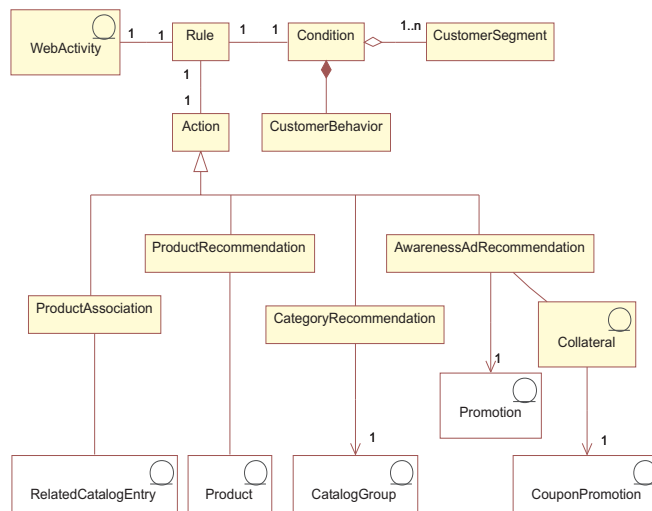 WebActivity
1
1
Rule
1
1
Condition
1..n
CustomerSegment
1
1
Action
CustomerBehavior
ProductRecommendation
AwarenessAdRecommendation
ProductAssociation
CategoryRecommendation
Collateral
1
Promotion
1
1
RelatedCatalogEntry
Product
CatalogGroup
CouponPromotion